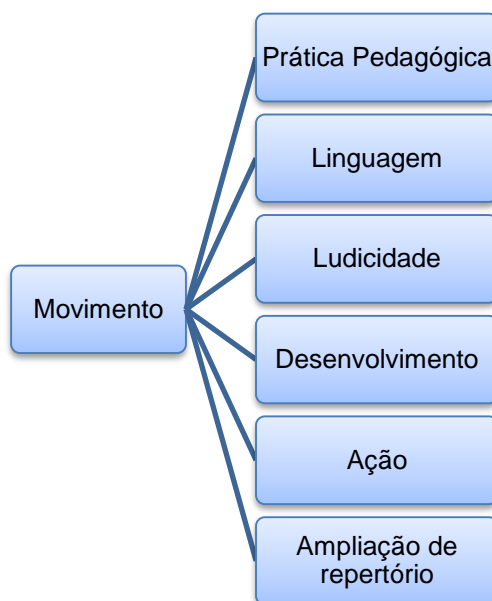 Prática Pedagógica
Linguagem
Ludicidade
Movimento
Desenvolvimento
Ação
Ampliação de
repertório